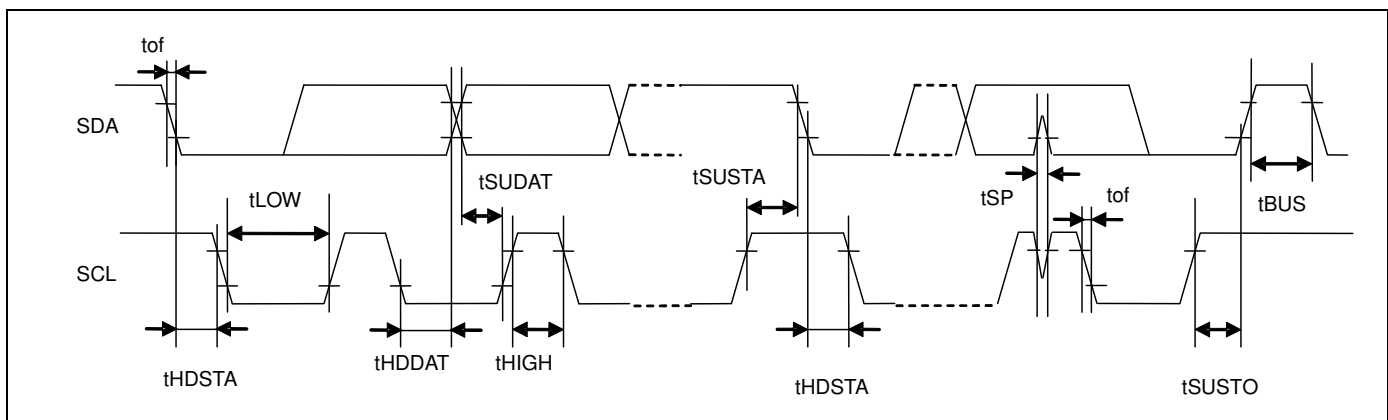 tof
SDA
tSUDAT
tSUSTA
tSP
tof
tBUS
tLOW
SCL
tHDSTA
tHDDAT
tHIGH
tHDSTA
tSUSTO